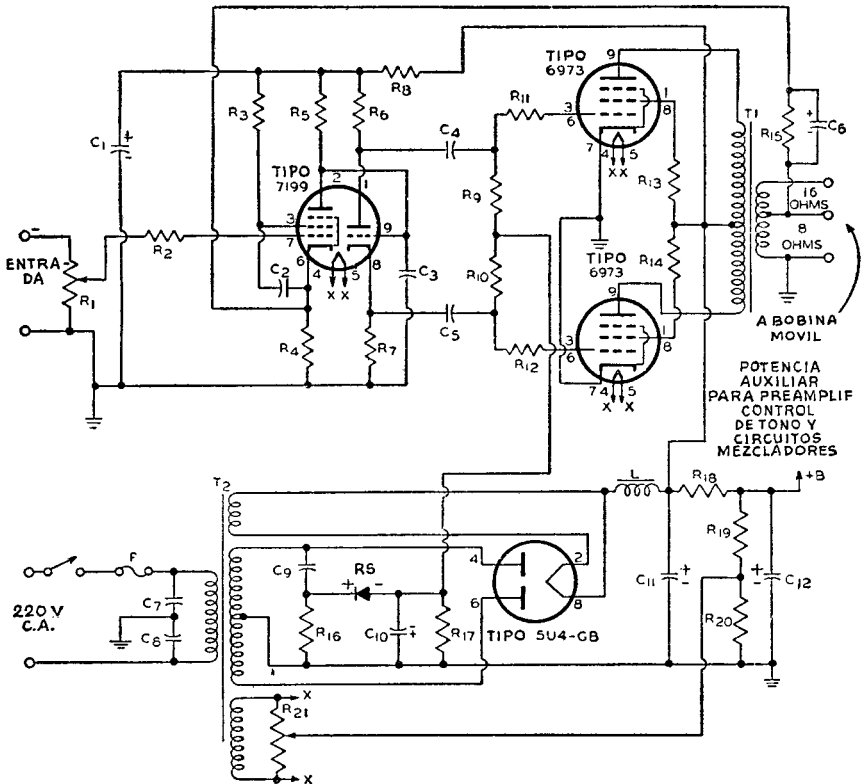 TIPO
6973
9
1
8
3
6
7
4
5
X X
R11
R8
R3
R5
R6
C1
+
-
C4
TIPO
7199
2
1
3
7
9
6
4
5
8
X X
R2
-
ENTRA-
DA
R1
C2
C3
R4
R7
R9
R10
C5
R12
R13
R14
T1
R15
+
-
C6
16
OHMS
8
OHMS
A BOBINA
MOVIL
TIPO
6973
9
1
8
3
6
7
4
5
X X
POTENCIA
AUXILIAR
PARA PREAMPLIF
CONTROL
DE TONO Y
CIRCUITOS
MEZCLADORES
+B
L
R18
R19
R20
C11
+
-
C12
+
-
T2
F
220 V
C.A.
C7
C8
C9
RS
+ -
R16
C10
-
+
R17
4
6
2
8
TIPO 5U4-GB
R21
X
X